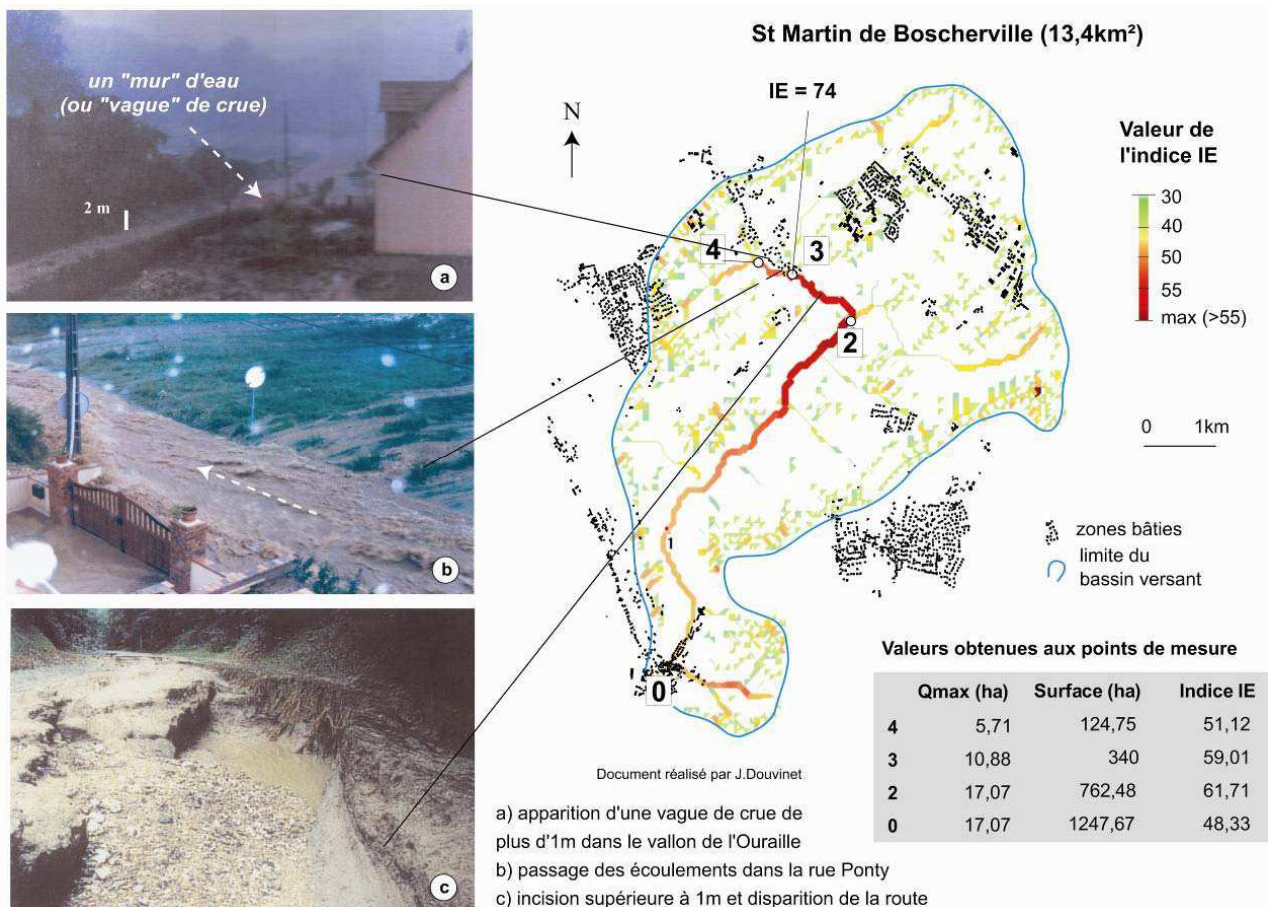 un "mur" d'eau
(ou "vague" de crue)
2 m
a
b
c
St Martin de Boscherville (13,4km²)
IE = 74
N
4
3
2
0
Valeur de
l'indice IE
30
40
50
55
max (>55)
0 1km
zones bâties
limite du
bassin versant
Valeurs obtenues aux points de mesure
Qmax (ha) Surface (ha) Indice IE
4 5,71 124,75 51,12
3 10,88 340 59,01
2 17,07 762,48 61,71
0 17,07 1247,67 48,33
Document réalisé par J.Douvinet
a) apparition d'une vague de crue de
plus d'1m dans le vallon de l'Ouraille
b) passage des écoulements dans la rue Ponty
c) incision supérieure à 1m et disparition de la route